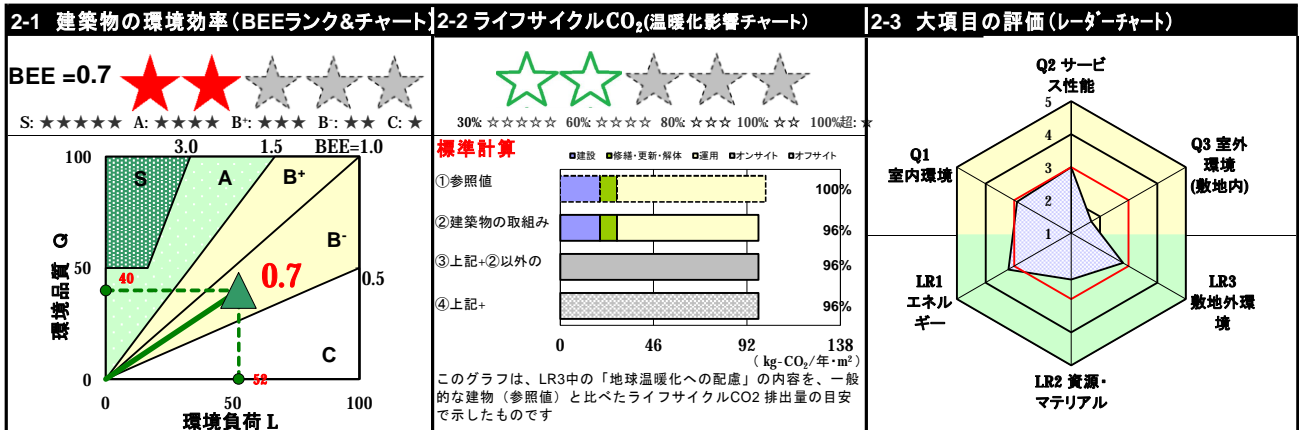 2-1 建築物の環境効率(BEEランク&チャート)
BEE =0.7
S: ★★★★★ A: ★★★★ B⁺: ★★★ B⁻: ★★ C: ★
3.0 1.5 BEE=1.0
100
S
A
B⁺
B⁻
C
0.5
50
40
0.7
52
0
環境品質 Q
0 50 100
環境負荷 L
2-2 ライフサイクルCO₂(温暖化影響チャート)
30%: ☆☆☆☆☆ 60%: ☆☆☆☆ 80%: ☆☆☆ 100%: ☆☆ 100%超: ☆
標準計算
建設 修繕・更新・解体 運用 オンサイト オフサイト
①参照値 100%
②建築物の取組み 96%
③上記+②以外の 96%
④上記+ 96%
0 46 92 138
( kg-CO₂/年・m² )
このグラフは、LR3中の「地球温暖化への配慮」の内容を、一般
的な建物(参照値)と比べたライフサイクルCO2 排出量の目安
で示したものです
2-3 大項目の評価(レーダーチャート)
Q2 サービ
ス性能
5
4
3
2
1
Q1
室内環境
Q3 室外
環境
(敷地内)
LR1
エネル
ギー
LR3
敷地外環
境
LR2 資源・
マテリアル